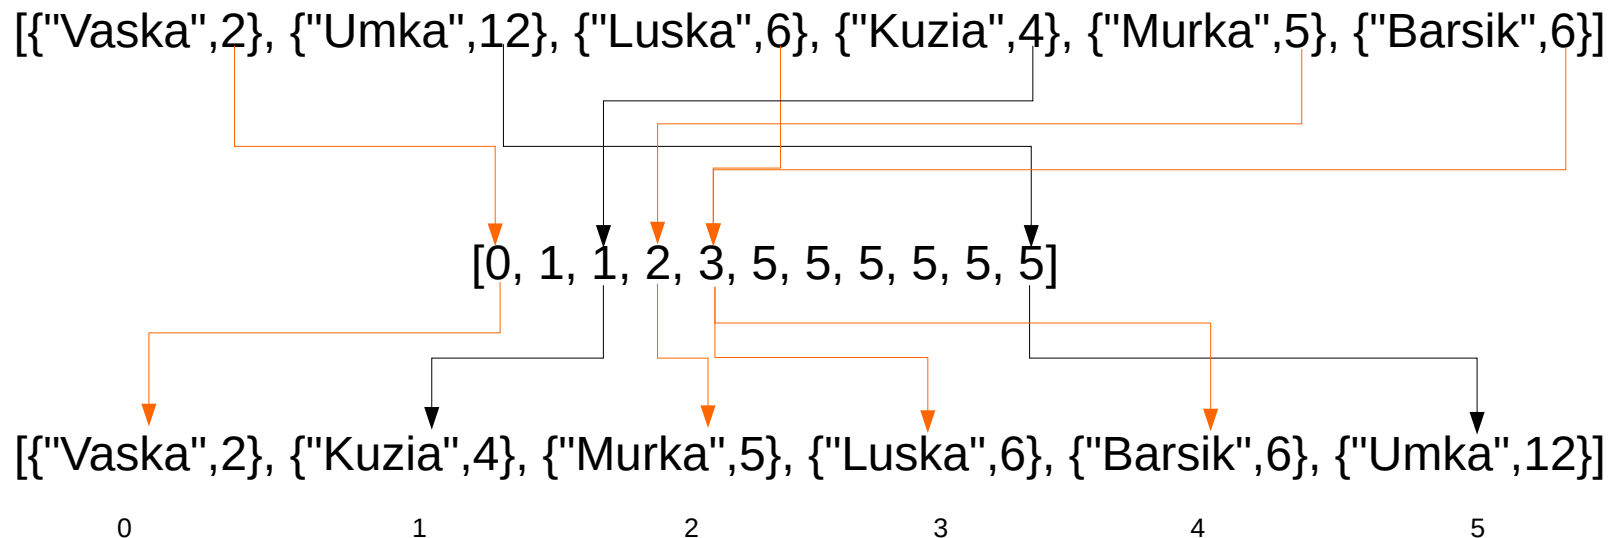 [{"Vaska",2}, {"Umka",12}, {"Luska",6}, {"Kuzia",4}, {"Murka",5}, {"Barsik",6}]
[0, 1, 1, 2, 3, 5, 5, 5, 5, 5, 5]
[{"Vaska",2}, {"Kuzia",4}, {"Murka",5}, {"Luska",6}, {"Barsik",6}, {"Umka",12}]
0 1 2 3 4 5